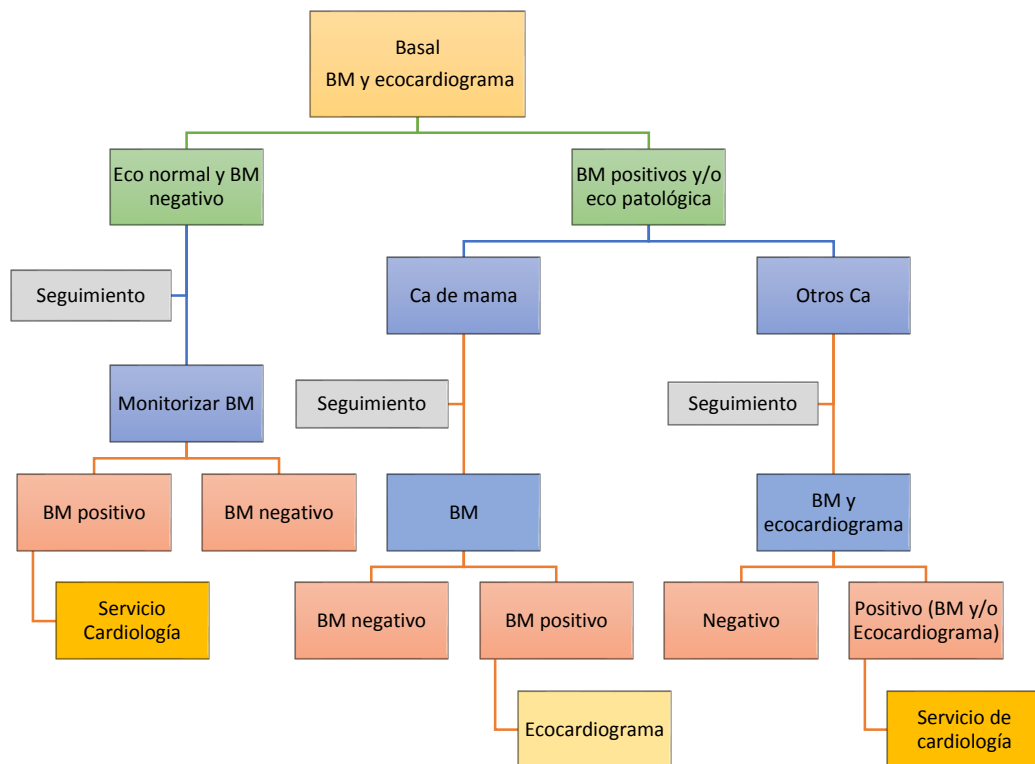 Basal
BM y ecocardiograma
Eco normal y BM
negativo
BM positivos y/o
eco patológica
Seguimiento
Ca de mama
Otros Ca
Monitorizar BM
Seguimiento
Seguimiento
BM positivo
BM negativo
BM
BM y
ecocardiograma
Servicio
Cardiología
BM negativo
BM positivo
Negativo
Positivo (BM y/o
Ecocardiograma)
Ecocardiograma
Servicio de
cardiología